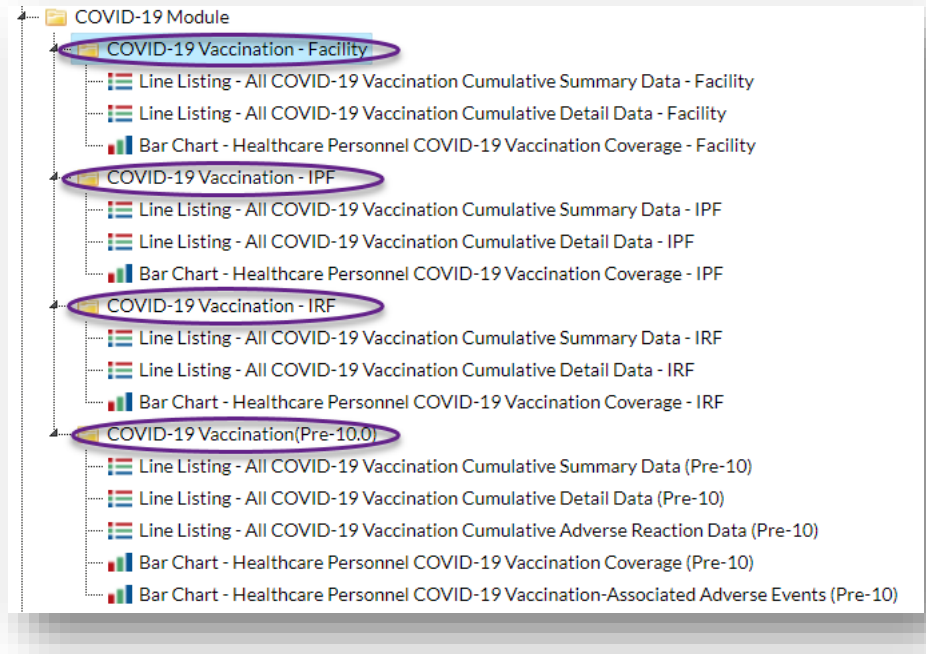 COVID-19 Module
COVID-19 Vaccination - Facility
Line Listing - All COVID-19 Vaccination Cumulative Summary Data - Facility
Line Listing - All COVID-19 Vaccination Cumulative Detail Data - Facility
Bar Chart - Healthcare Personnel COVID-19 Vaccination Coverage - Facility
COVID-19 Vaccination - IPF
Line Listing - All COVID-19 Vaccination Cumulative Summary Data - IPF
Line Listing - All COVID-19 Vaccination Cumulative Detail Data - IPF
Bar Chart - Healthcare Personnel COVID-19 Vaccination Coverage - IPF
COVID-19 Vaccination - IRF
Line Listing - All COVID-19 Vaccination Cumulative Summary Data - IRF
Line Listing - All COVID-19 Vaccination Cumulative Detail Data - IRF
Bar Chart - Healthcare Personnel COVID-19 Vaccination Coverage - IRF
COVID-19 Vaccination(Pre-10.0)
Line Listing - All COVID-19 Vaccination Cumulative Summary Data (Pre-10)
Line Listing - All COVID-19 Vaccination Cumulative Detail Data (Pre-10)
Line Listing - All COVID-19 Vaccination Cumulative Adverse Reaction Data (Pre-10)
Bar Chart - Healthcare Personnel COVID-19 Vaccination Coverage (Pre-10)
Bar Chart - Healthcare Personnel COVID-19 Vaccination-Associated Adverse Events (Pre-10)